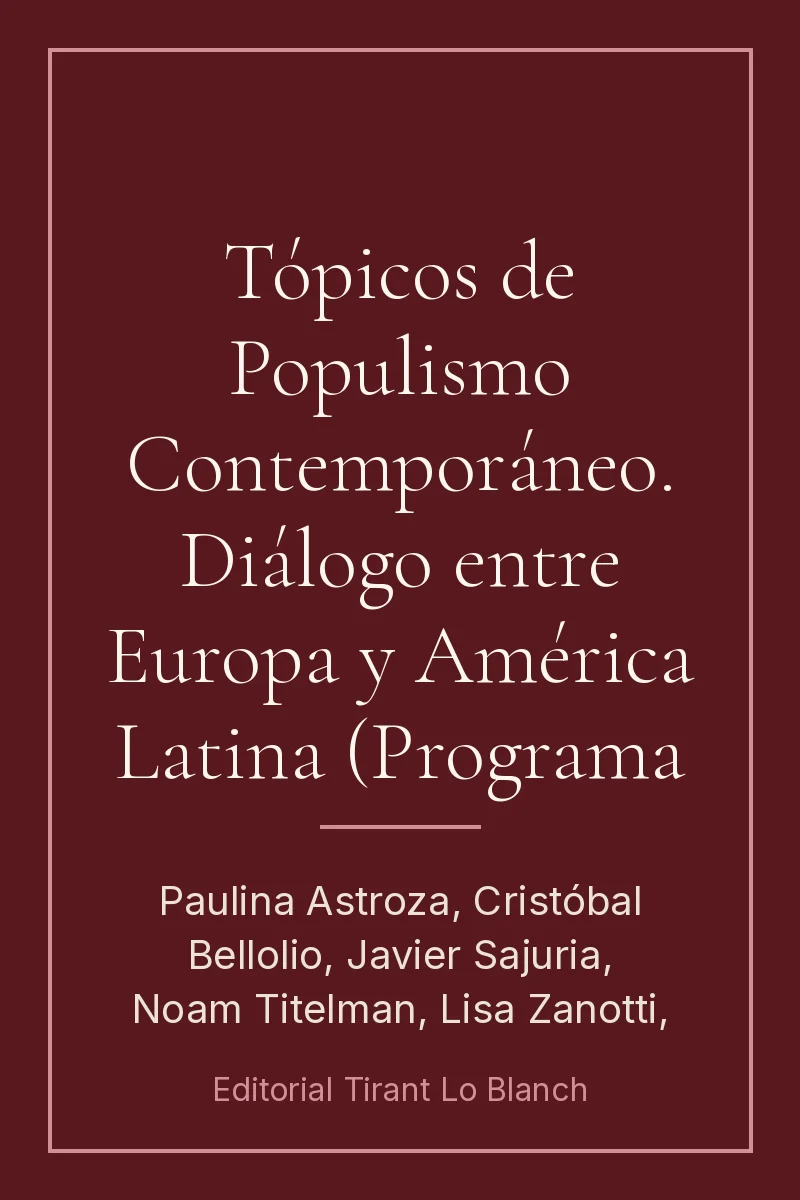 Tópicos de
Populismo
Contemporáneo.
Diálogo entre
Europa y América
Latina (Programa
Paulina Astroza, Cristóbal
Bellolio, Javier Sajuria,
Noam Titelman, Lisa Zanotti,
Editorial Tirant Lo Blanch